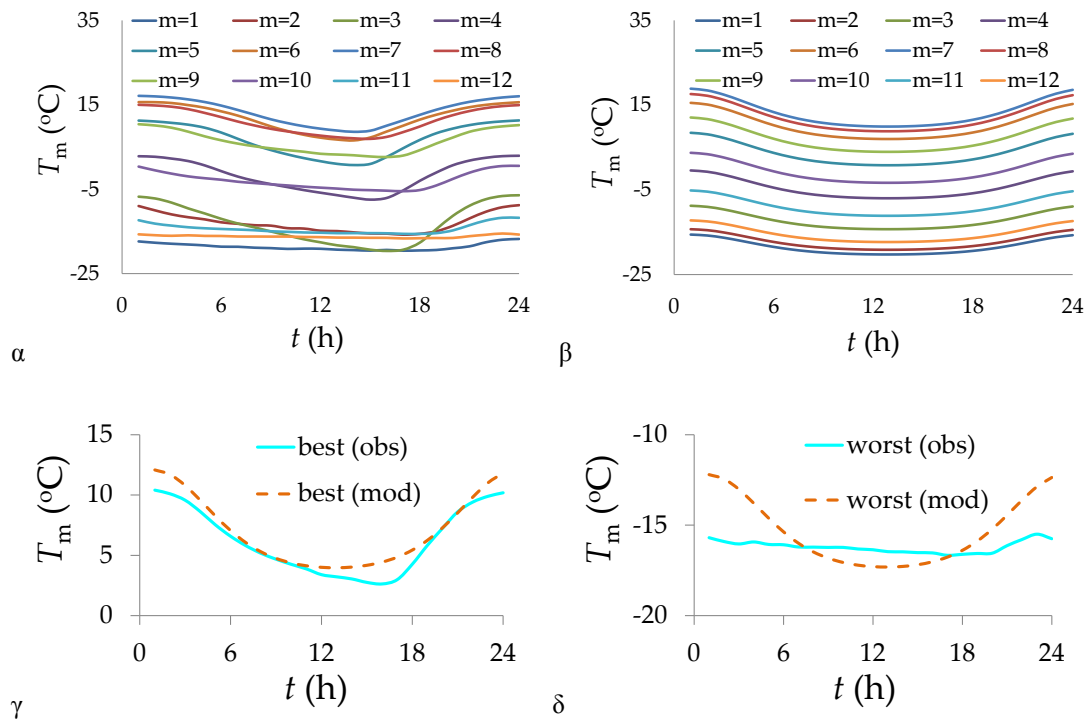 35
15
-5
-25
Tm (oC)
m=1 m=2 m=3 m=4
m=5 m=6 m=7 m=8
m=9 m=10 m=11 m=12
0 6 12 18 24
t (h)
α
35
15
-5
-25
Tm (oC)
m=1 m=2 m=3 m=4
m=5 m=6 m=7 m=8
m=9 m=10 m=11 m=12
0 6 12 18 24
t (h)
β
15
10
5
0
Tm (oC)
best (obs)
best (mod)
0 6 12 18 24
t (h)
γ
-10
-15
-20
Tm (oC)
worst (obs)
worst (mod)
0 6 12 18 24
t (h)
δ